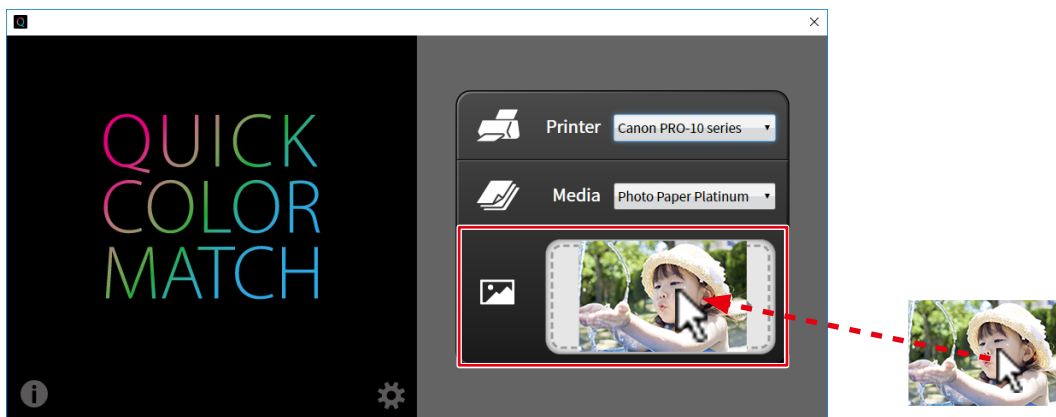 Q
QUICK
COLOR
MATCH
Printer Canon PRO-10 series
Media Photo Paper Platinum